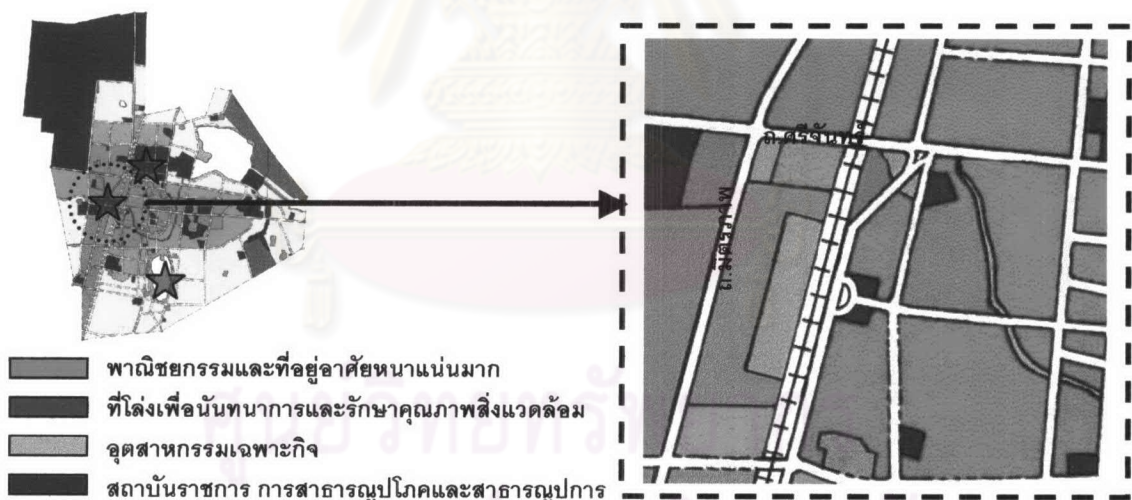 ถ.ศรีจันทร์
ถ.มิตรภาพ
พาณิชยกรรมและที่อยู่อาศัยหนาแน่นมาก
ที่โล่งเพื่อนันทนาการและรักษาคุณภาพสิ่งแวดล้อม
อุตสาหกรรมเฉพาะกิจ
สถาบันราชการ การสาธารณูปโภคและสาธารณูปการ